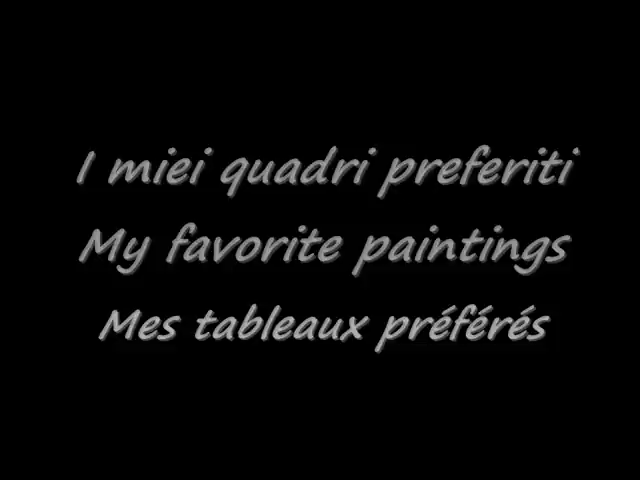 I miei quadri preferiti
My favorite paintings
Mes tableaux préférés